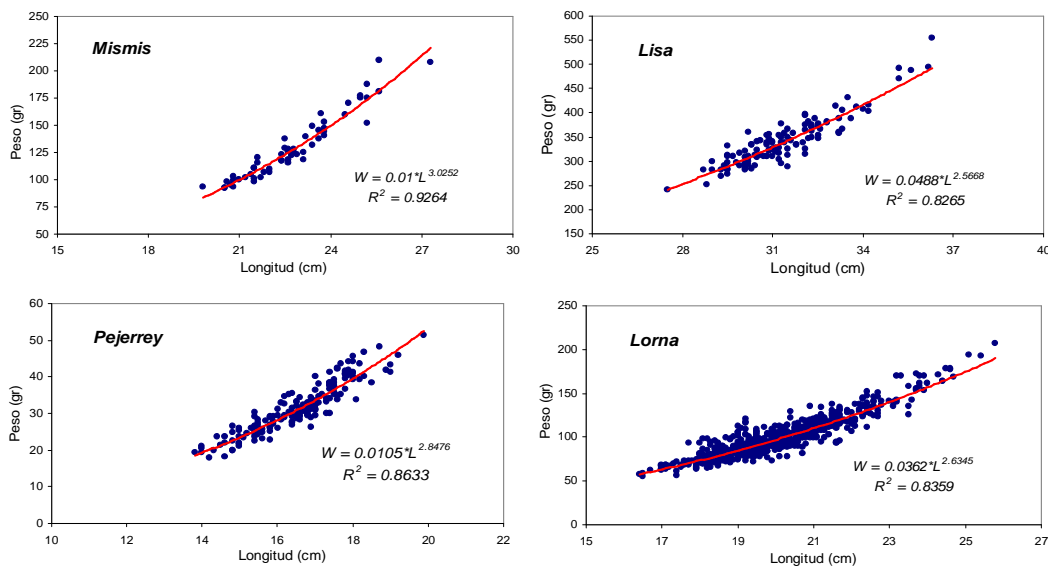 Mismis
Peso (gr)
250
225
200
175
150
125
100
75
50
W = 0.01*L^3.0252
R^2 = 0.9264
15 18 21 24 27 30
Longitud (cm)
Lisa
Peso (gr)
600
550
500
450
400
350
300
250
200
150
W = 0.0488*L^2.5668
R^2 = 0.8265
25 28 31 34 37 40
Longitud (cm)
Pejerrey
Peso (gr)
60
50
40
30
20
10
0
W = 0.0105*L^2.8476
R^2 = 0.8633
10 12 14 16 18 20 22
Longitud (cm)
Lorna
Peso (gr)
250
200
150
100
50
0
W = 0.0362*L^2.6345
R^2 = 0.8359
15 17 19 21 23 25 27
Longitud (cm)